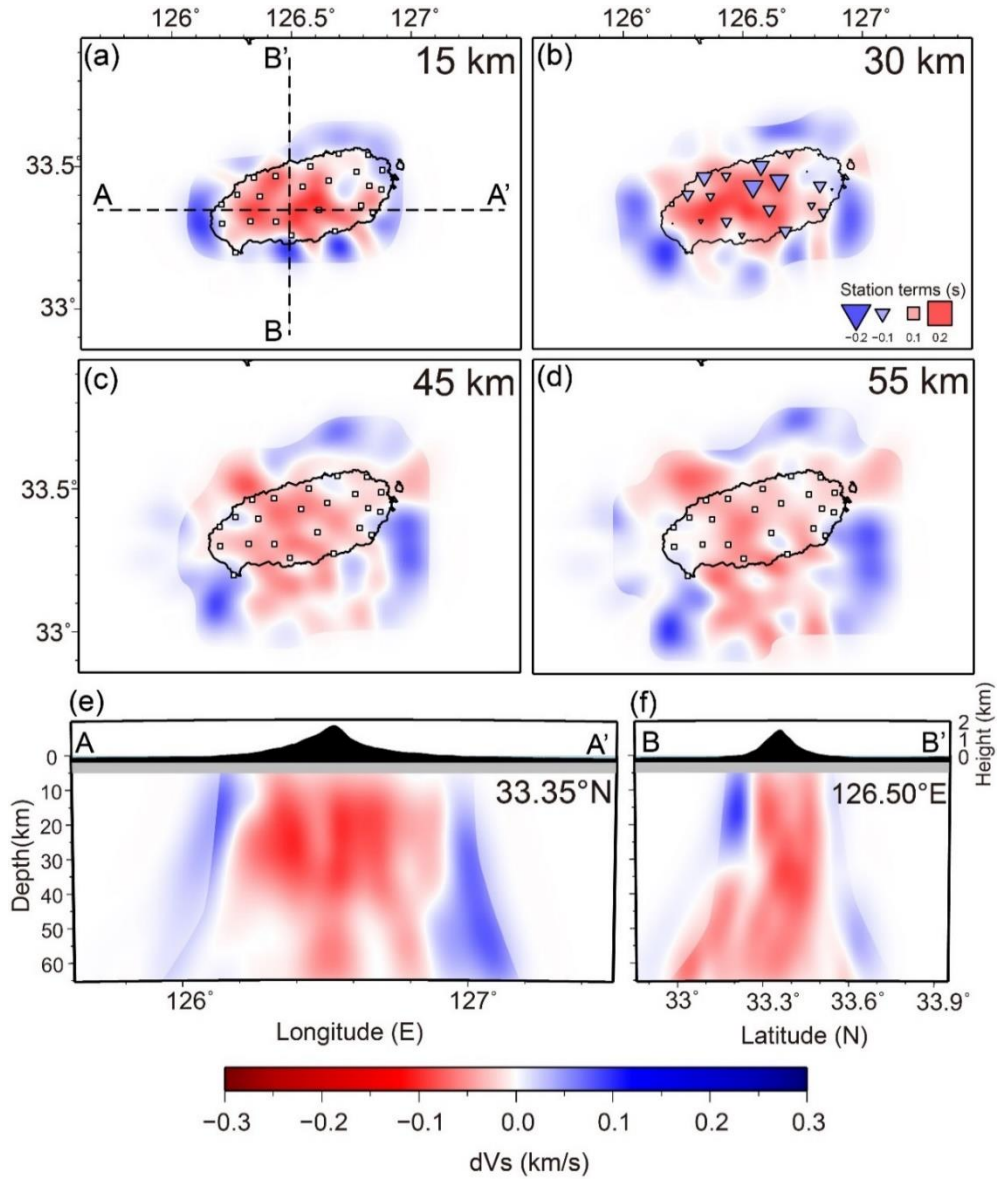 126° 126.5° 127° 126° 126.5° 127°
(a) B' 15 km
(b) 30 km
33.5°
A A'
33°
B
Station terms (s)
−0.2 −0.1 0.1 0.2
(c) 45 km
(d) 55 km
33.5°
33°
(e) (f)
A A' B B'
0
2
1
0
Height (km)
33.35°N 126.50°E
10
20
30
40
50
60
Depth(km)
126° 127° 33° 33.3° 33.6° 33.9°
Longitude (E) Latitude (N)
−0.3 −0.2 −0.1 0.0 0.1 0.2 0.3
dVs (km/s)